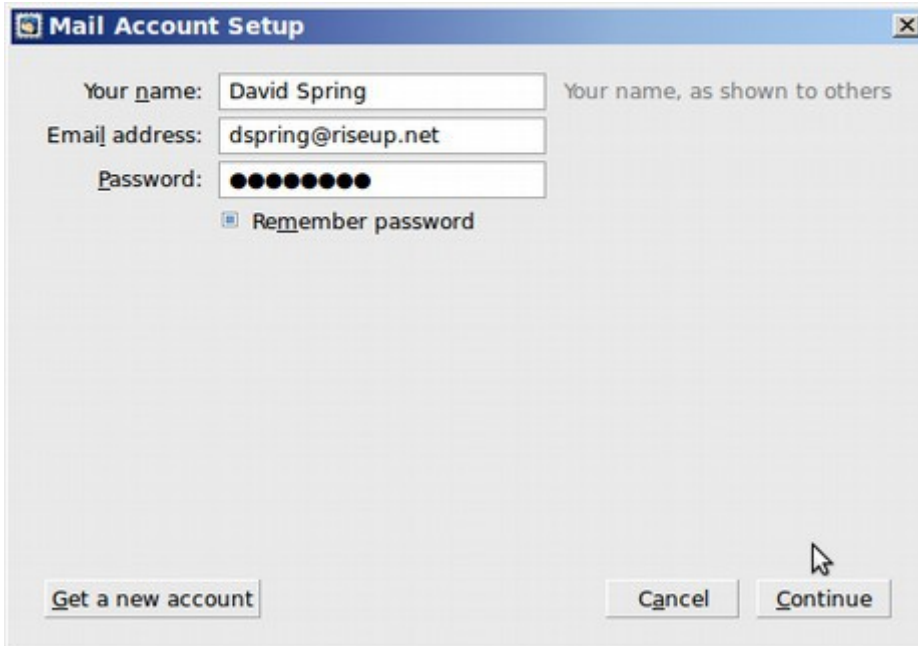 Mail Account Setup
Your name: David Spring Your name, as shown to others
Email address: dspring@riseup.net
Password: ●●●●●●●●
Remember password
Get a new account Cancel Continue